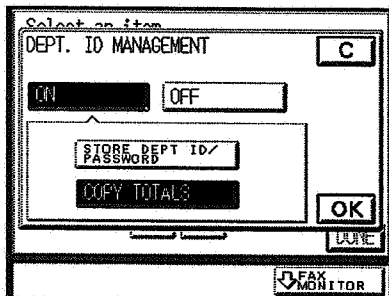 Select an item
DEPT. ID MANAGEMENT
C
ON
OFF
STORE DEPT ID/
PASSWORD
COPY TOTALS
OK
DONE
FAX
MONITOR